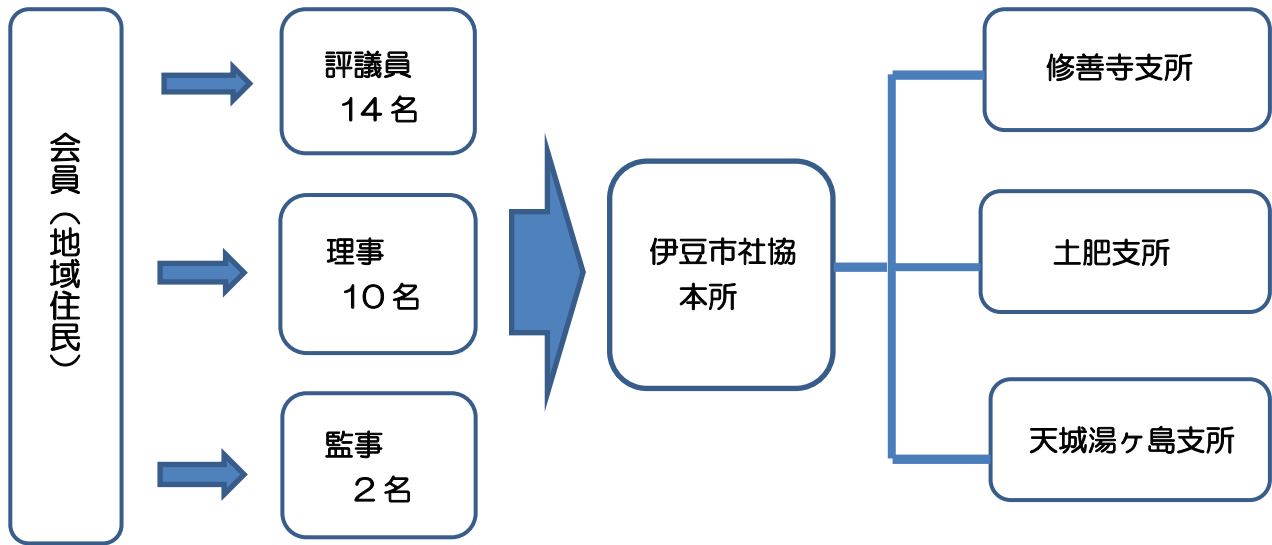 会員（地域住民）
評議員
14名
理事
10名
監事
2名
伊豆市社協
本所
修善寺支所
土肥支所
天城湯ヶ島支所